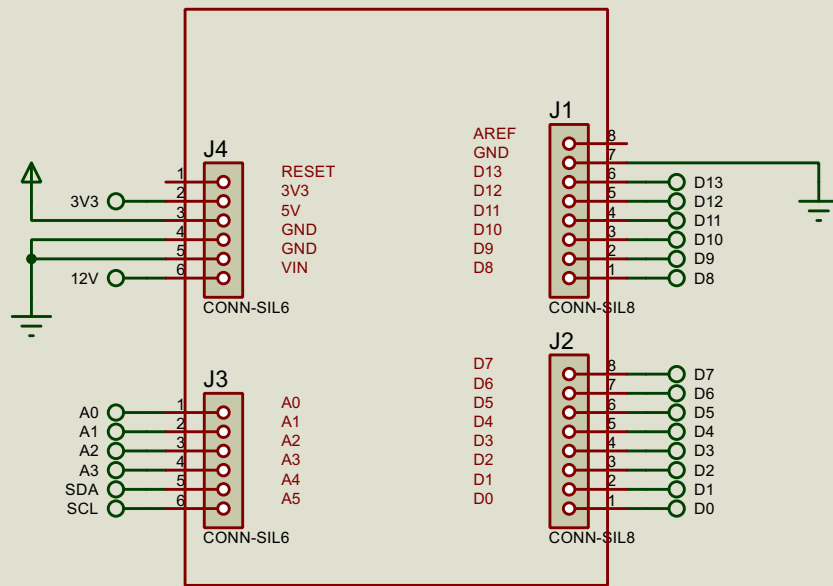 J4
1 RESET
3V3 2 3V3
3 5V
4 GND
5 GND
12V 6 VIN
CONN-SIL6
J1
AREF 8
GND 7
D13 6 D13
D12 5 D12
D11 4 D11
D10 3 D10
D9 2 D9
D8 1 D8
CONN-SIL8
J3
A0 1 A0
A1 2 A1
A2 3 A2
A3 4 A3
SDA 5 A4
SCL 6 A5
CONN-SIL6
J2
D7 8 D7
D6 7 D6
D5 6 D5
D4 5 D4
D3 4 D3
D2 3 D2
D1 2 D1
D0 1 D0
CONN-SIL8